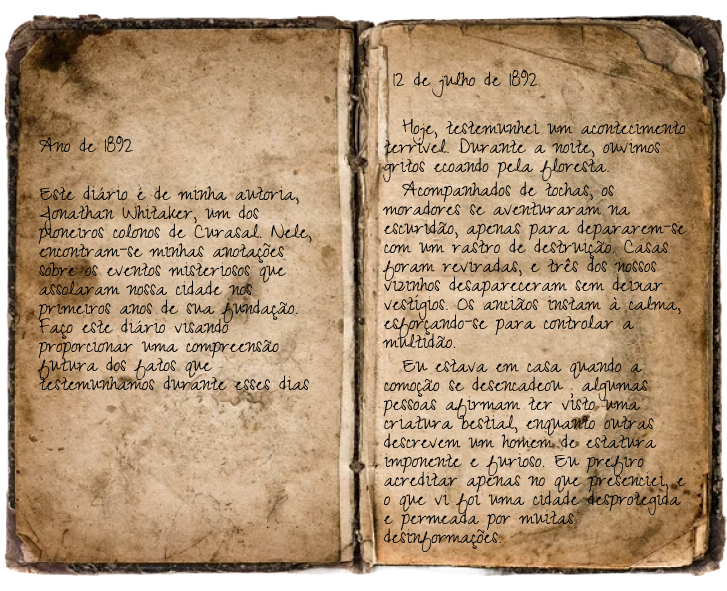 Ano de 1892
Este diário é de minha autoria,
Jonathan Whitaker, um dos
pioneiros colonos de Curasal. Nele,
encontram-se minhas anotações
sobre os eventos misteriosos que
assolaram nossa cidade nos
primeiros anos de sua fundação.
Faço este diário visando
proporcionar uma compreensão
futura dos fatos que
testemunhamos durante esses dias
12 de julho de 1892
Hoje, testemunhei um acontecimento
terrível. Durante a noite, ouvimos
gritos ecoando pela floresta.
Acompanhados de tochas, os
moradores se aventuraram na
escuridão, apenas para depararem-se
com um rastro de destruição. Casas
foram reviradas, e três dos nossos
vizinhos desapareceram sem deixar
vestígios. Os anciãos instam à calma,
esforçando-se para controlar a
multidão.
Eu estava em casa quando a
comoção se desencadeou , algumas
pessoas afirmam ter visto uma
criatura bestial, enquanto outras
descrevem um homem de estatura
imponente e furioso. Eu prefiro
acreditar apenas no que presenciei, e
o que vi foi uma cidade desprotegida
e permeada por muitas
desinformações.